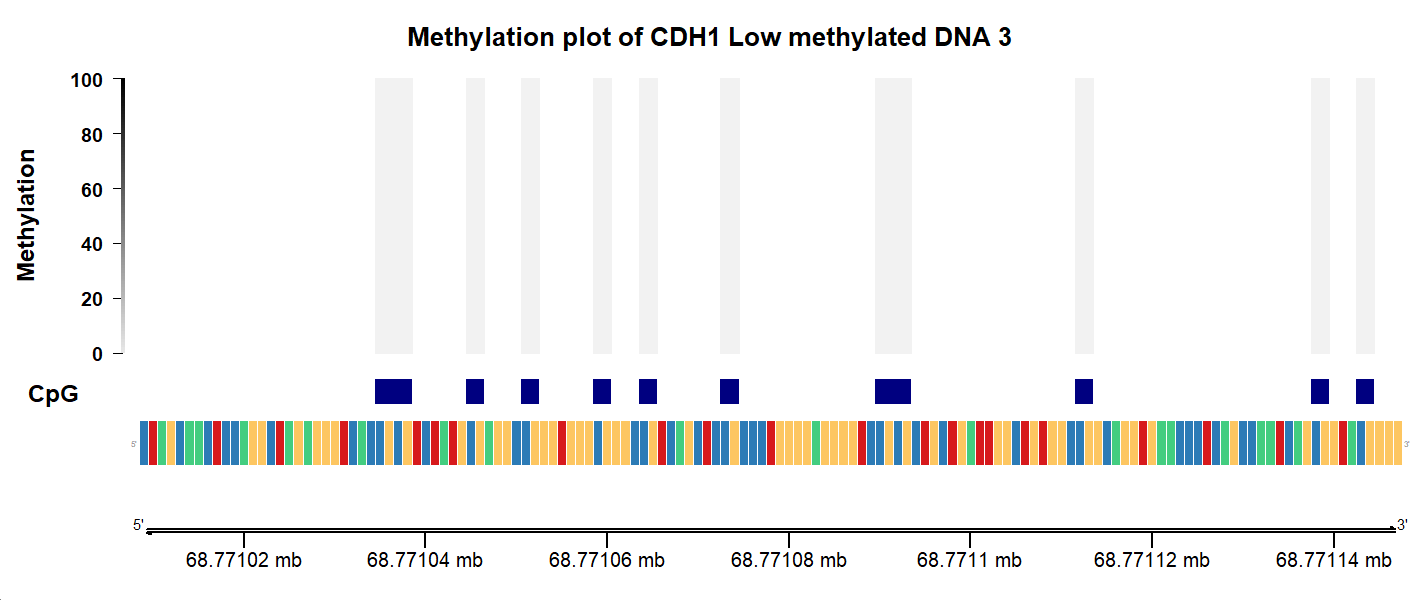 Methylation plot of CDH1 Low methylated DNA 3
100
80
60
40
20
0
Methylation
CpG
5'
3'
5'
3'
68.77102 mb
68.77104 mb
68.77106 mb
68.77108 mb
68.7711 mb
68.77112 mb
68.77114 mb